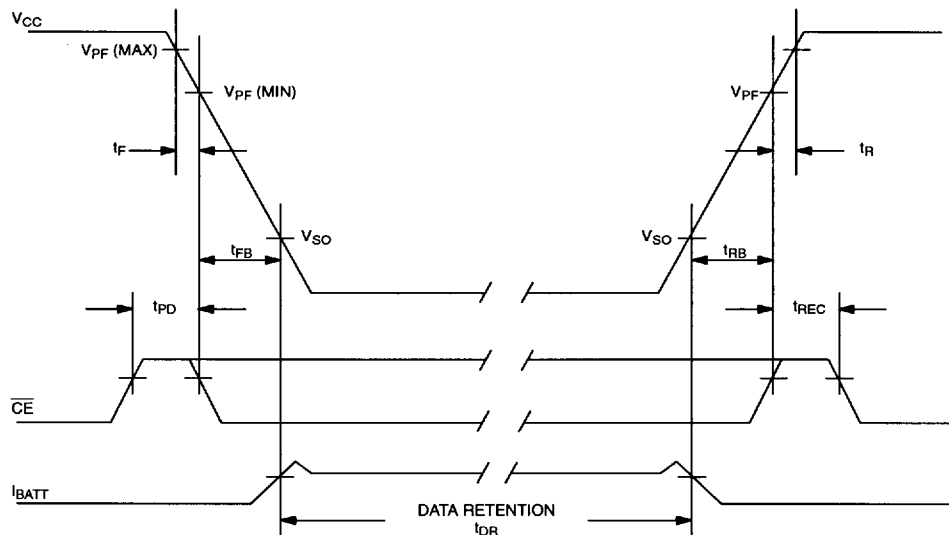 VCC
VPF (MAX)
VPF (MIN)
VPF
tF
tR
VSO
VSO
tFB
tRB
tPD
tREC
CE
IBATT
DATA RETENTION
tDR